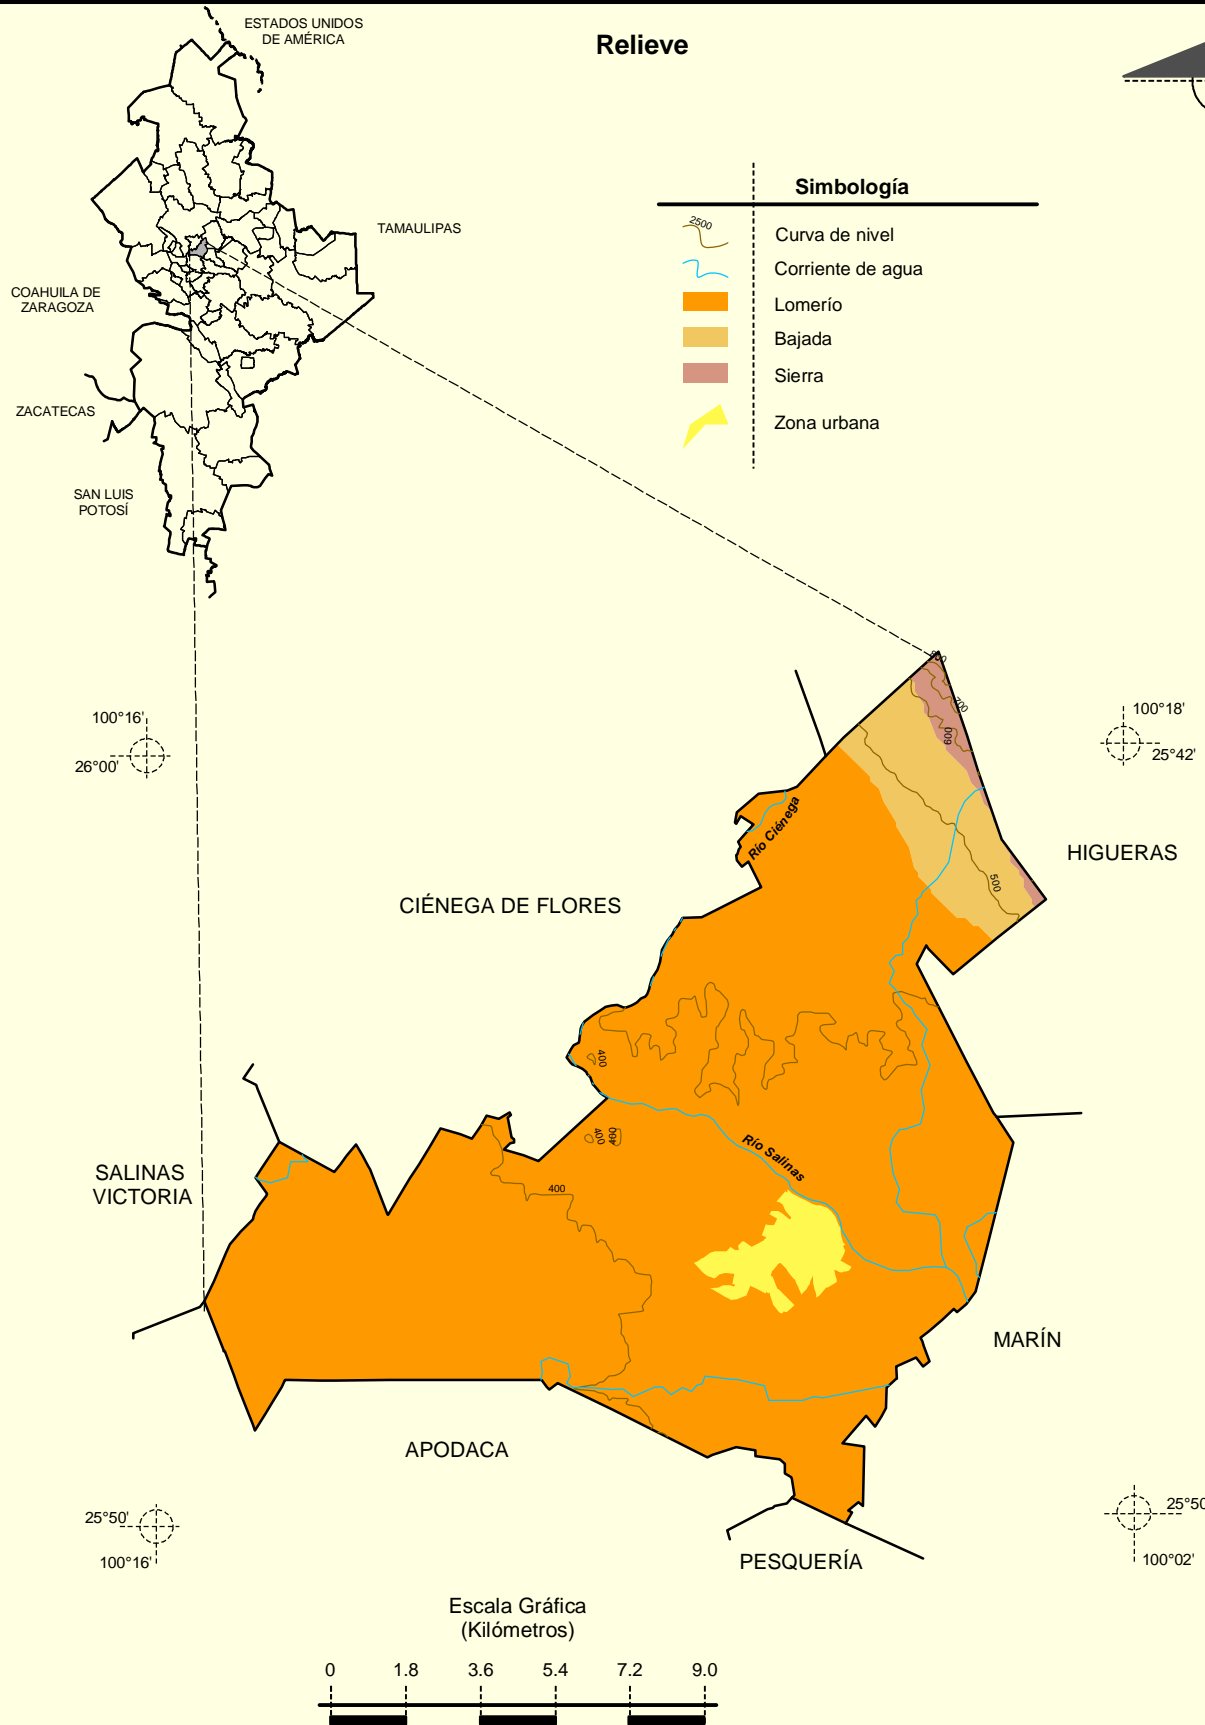 Relieve
ESTADOS UNIDOS
DE AMÉRICA
TAMAULIPAS
COAHUILA DE
ZARAGOZA
ZACATECAS
SAN LUIS
POTOSÍ
Simbología
2500
Curva de nivel
Corriente de agua
Lomerío
Bajada
Sierra
Zona urbana
100°16'
26°00'
100°18'
25°42'
700
600
500
Río Ciénega
HIGUERAS
CIÉNEGA DE FLORES
400
400
400
Río Salinas
400
SALINAS
VICTORIA
MARÍN
APODACA
PESQUERÍA
25°50'
100°16'
25°50
100°02'
Escala Gráfica
(Kilómetros)
0 1.8 3.6 5.4 7.2 9.0